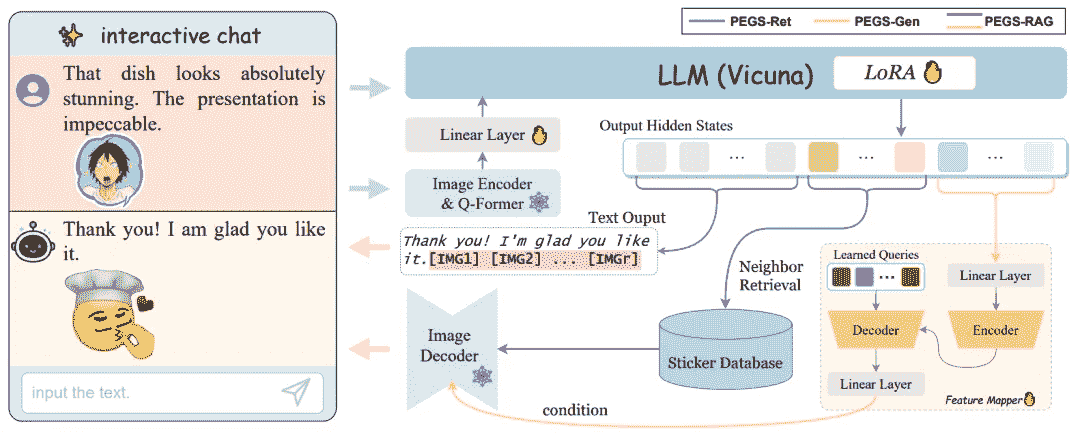 interactive chat
That dish looks absolutely
stunning. The presentation is
impeccable.
Thank you! I am glad you like
it.
input the text.
PEGS-Ret
PEGS-Gen
PEGS-RAG
LLM (Vicuna)
LoRA
Linear Layer
Image Encoder
& Q-Former
Output Hidden States
...
...
...
Text Ouput
Thank you! I'm glad you like
it.[IMG1] [IMG2] ... [IMGr]
Neighbor
Retrieval
Sticker Database
Image
Decoder
condition
Learned Queries
...
Linear Layer
Decoder
Encoder
Linear Layer
Feature Mapper